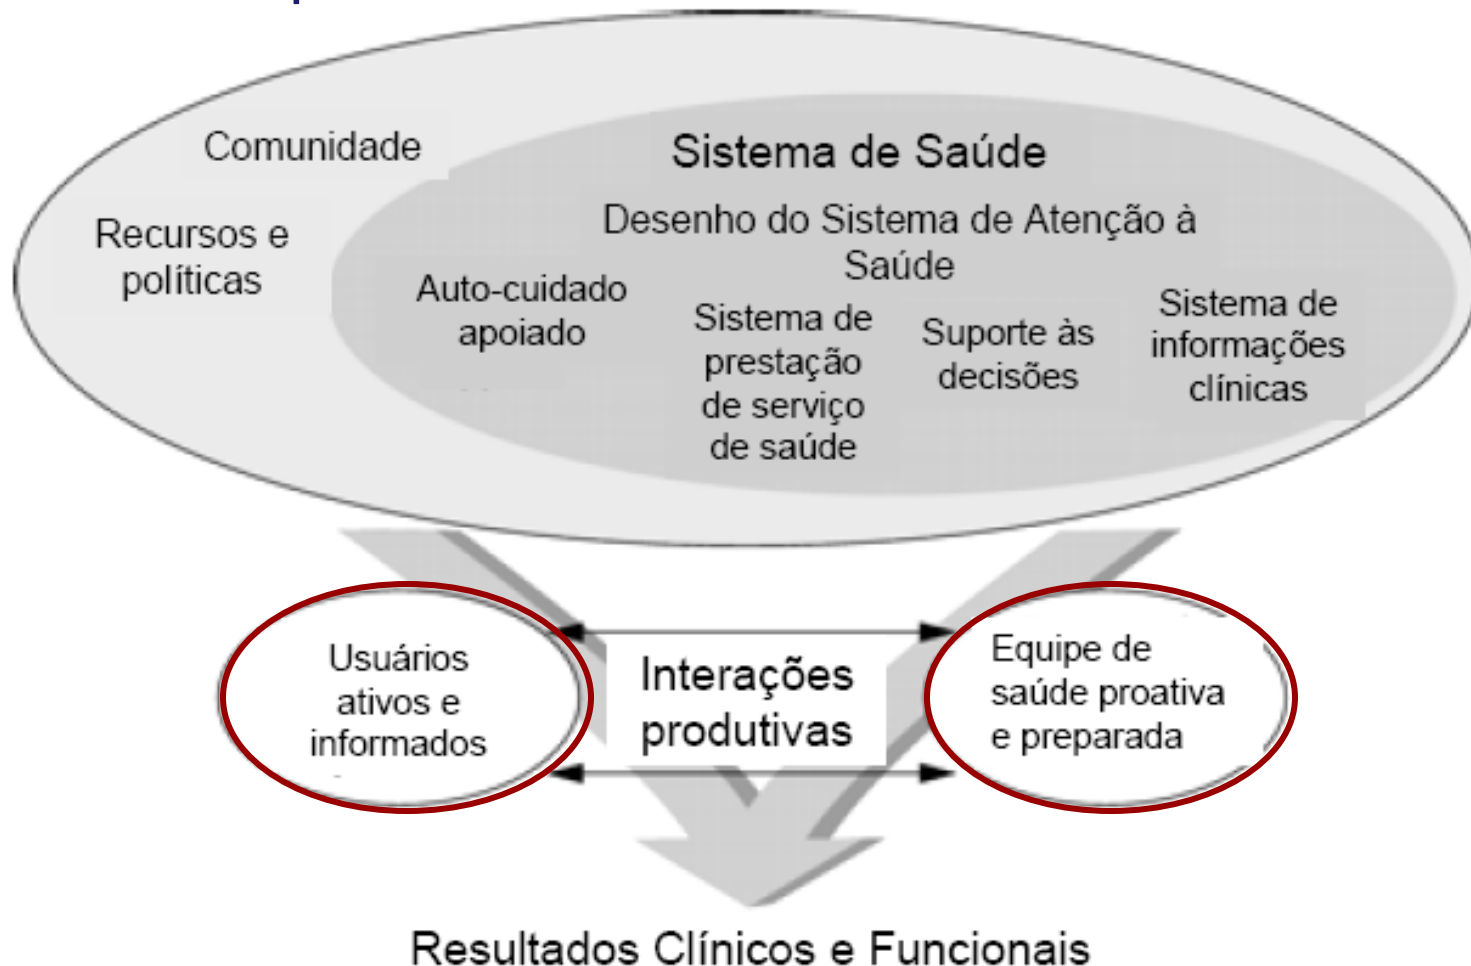 Comunidade
Sistema de Saúde
Recursos e
políticas
Desenho do Sistema de Atenção à
Saúde
Auto-cuidado
apoiado
Sistema de
prestação
de serviço
de saúde
Suporte às
decisões
Sistema de
informações
clínicas
Usuários
ativos e
informados
Interações
produtivas
Equipe de
saúde proativa
e preparada
Resultados Clínicos e Funcionais